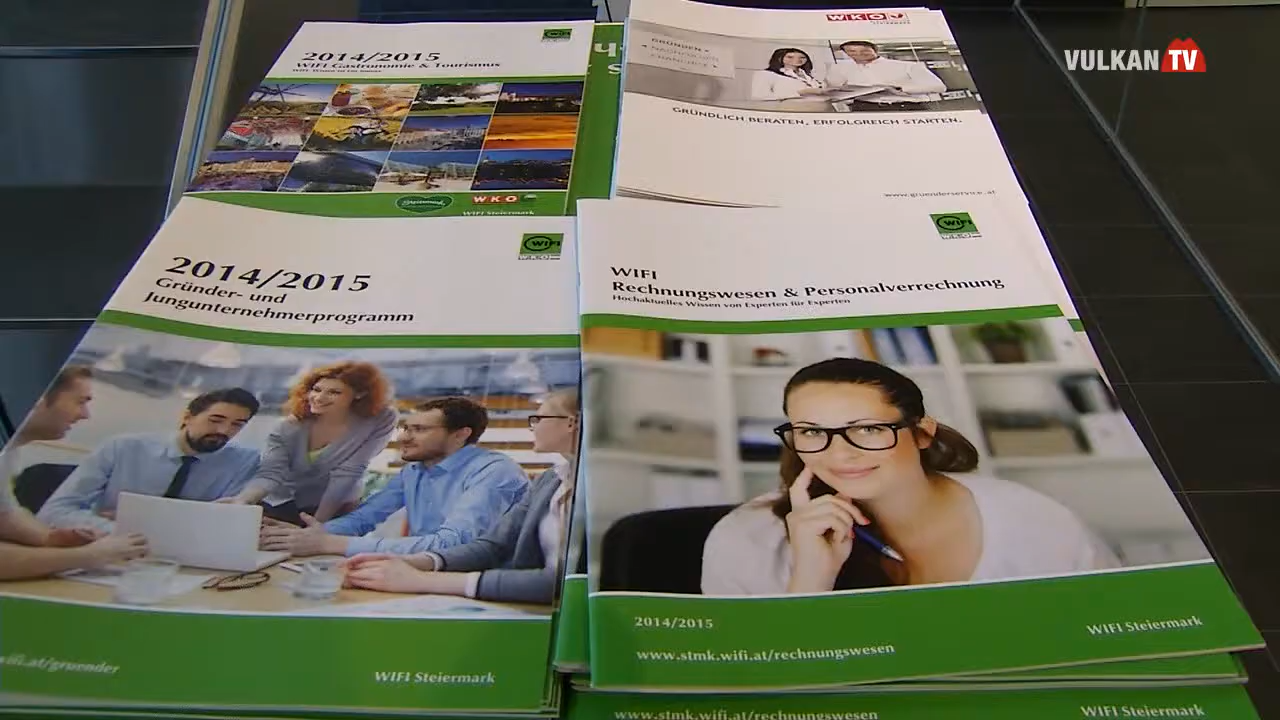 VULKAN TV
2014/2015
WIFI Gastronomie & Tourismus
WKO
WIFI Steiermark
WKO
GRÜNDEN
GRÜNDLICH BERATEN, ERFOLGREICH STARTEN.
www.gruenderservice.at
WIFI
2014/2015
Gründer- und
Jungunternehmerprogramm
wifi.at/gruender
WIFI Steiermark
WIFI
WIFI
Rechnungswesen & Personalverrechnung
Hochaktuelles Wissen von Experten für Experten
2014/2015
WIFI Steiermark
www.stmk.wifi.at/rechnungswesen
WIFI Steiermark
www.stmk.wifi.at/rechnungswesen